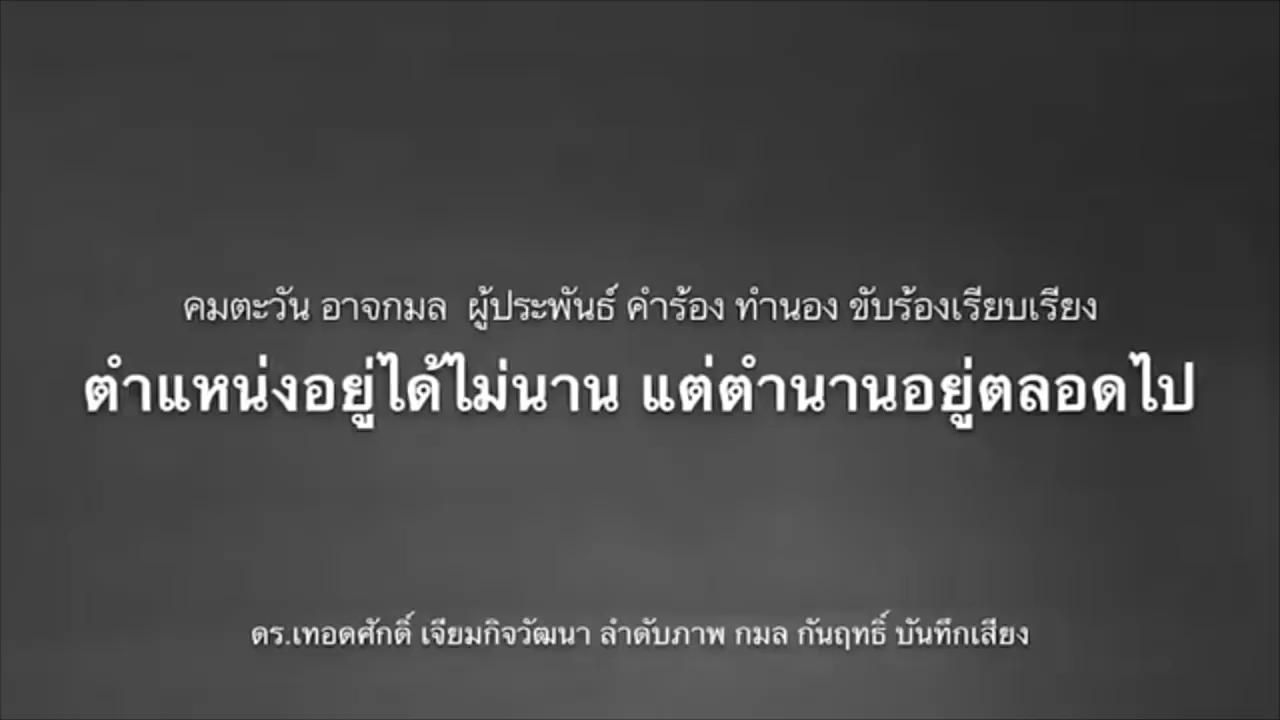 คมตะวัน อาจกมล  ผู้ประพันธ์ คำร้อง ทำนอง ขับร้องเรียบเรียง
ตำแหน่งอยู่ได้ไม่นาน แต่ตำนานอยู่ตลอดไป
ดร.เทอดศักดิ์ เจียมกิจวัฒนา ลำดับภาพ กมล กันฤทธิ์ บันทึกเสียง